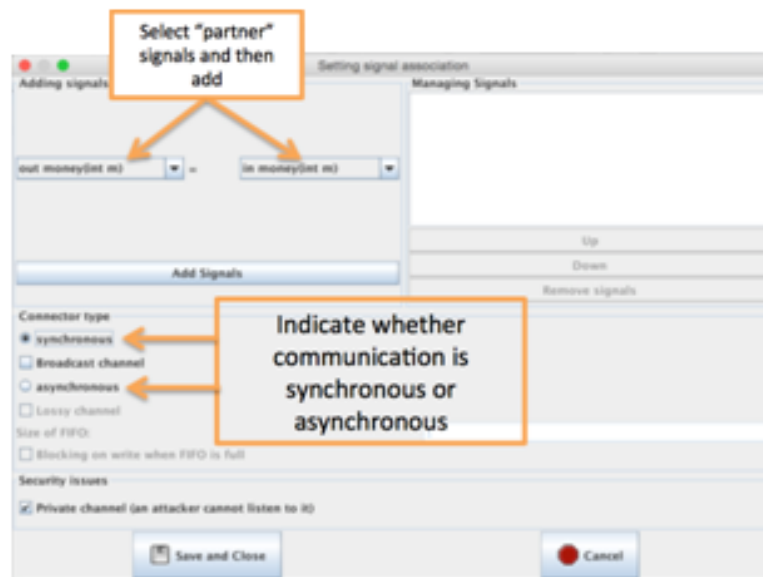 Select “partner”
signals and then
add
Setting signal association
Adding signals
Managing Signals
out money(int m)
=
in money(int m)
Up
Add Signals
Down
Remove signals
Connector type
synchronous
Indicate whether
communication is
synchronous or
asynchronous
Broadcast channel
asynchronous
Lossy channel
Size of FIFO:
Blocking on write when FIFO is full
Security issues
Private channel (an attacker cannot listen to it)
Save and Close
Cancel